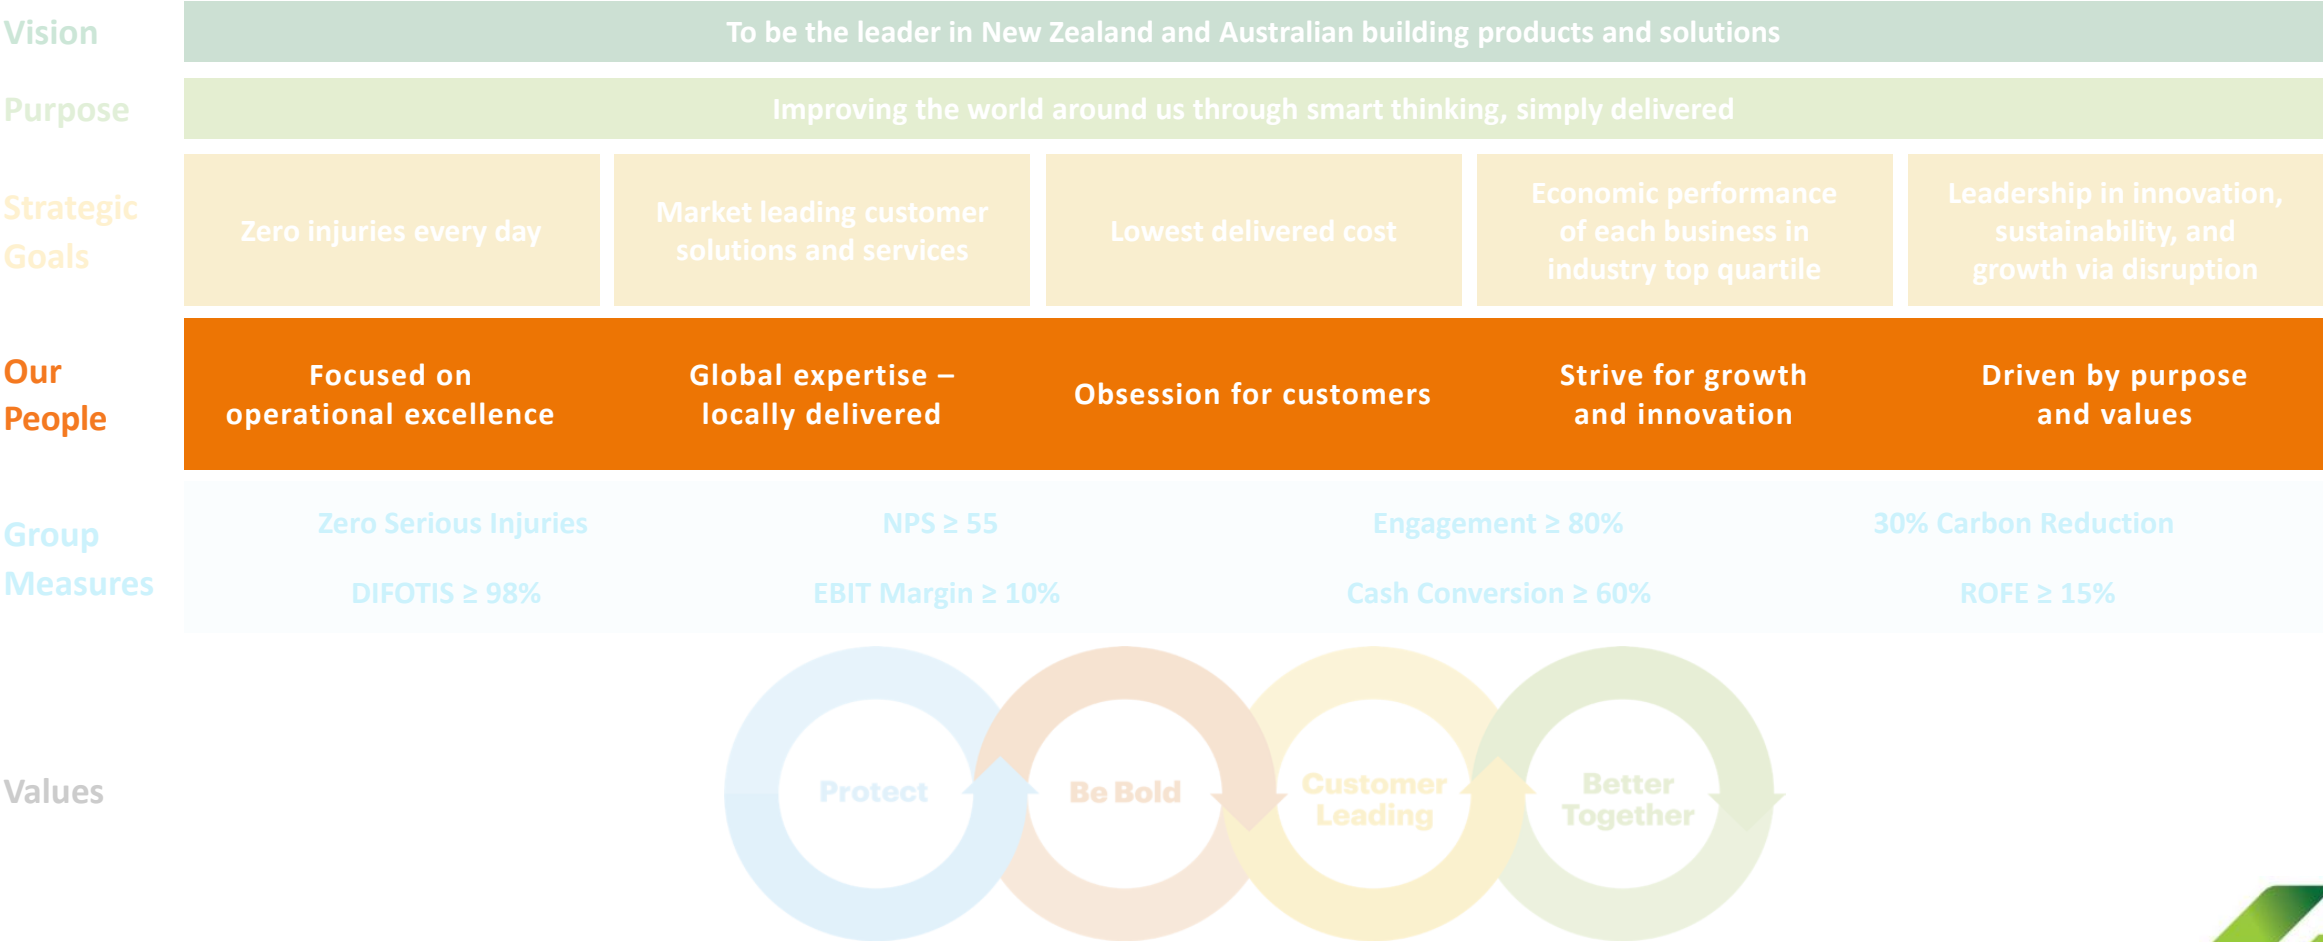 Vision
To be the leader in New Zealand and Australian building products and solutions
Purpose
Improving the world around us through smart thinking, simply delivered
Strategic
Goals
Zero injuries every day
Market leading customer
solutions and services
Lowest delivered cost
Economic performance
of each business in
industry top quartile
Leadership in innovation,
sustainability, and
growth via disruption
Our
People
Focused on
operational excellence
Global expertise –
locally delivered
Obsession for customers
Strive for growth
and innovation
Driven by purpose
and values
Group
Measures
Zero Serious Injuries
NPS ≥ 55
Engagement ≥ 80%
30% Carbon Reduction
DIFOTIS ≥ 98%
EBIT Margin ≥ 10%
Cash Conversion ≥ 60%
ROFE ≥ 15%
Values
Protect
Be Bold
Customer
Leading
Better
Together